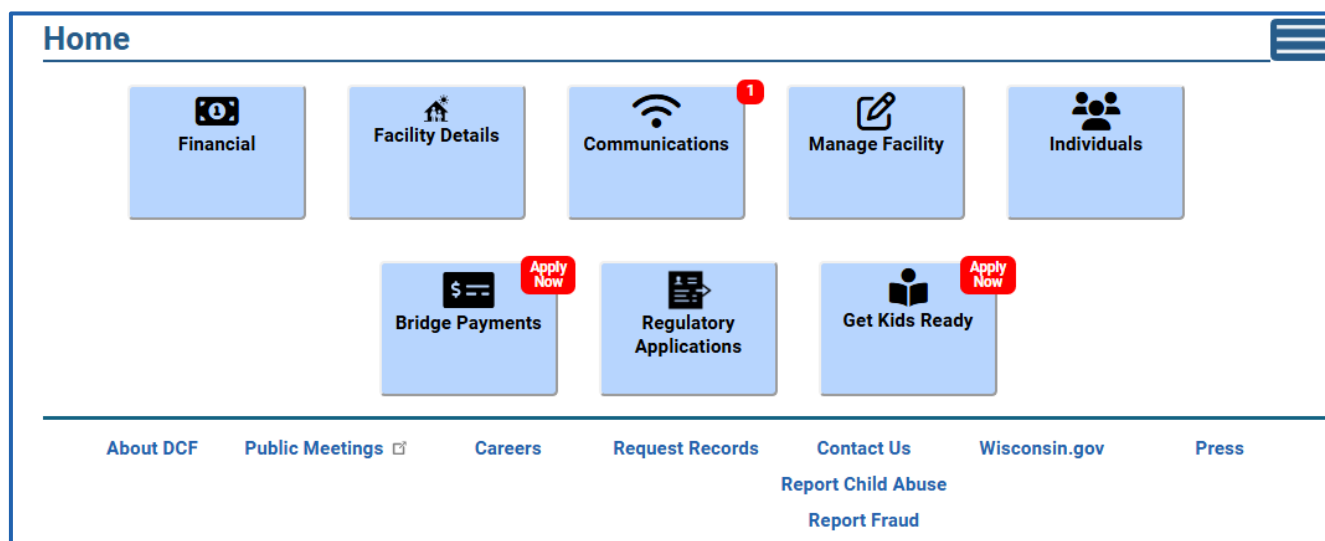 Home
1
Financial
Facility Details
Communications
Manage Facility
Individuals
1
$
Bridge Payments
Apply
Now
Regulatory
Applications
Get Kids Ready
Apply
Now
About DCF
Public Meetings
Careers
Request Records
Contact Us
Wisconsin.gov
Press
Report Child Abuse
Report Fraud